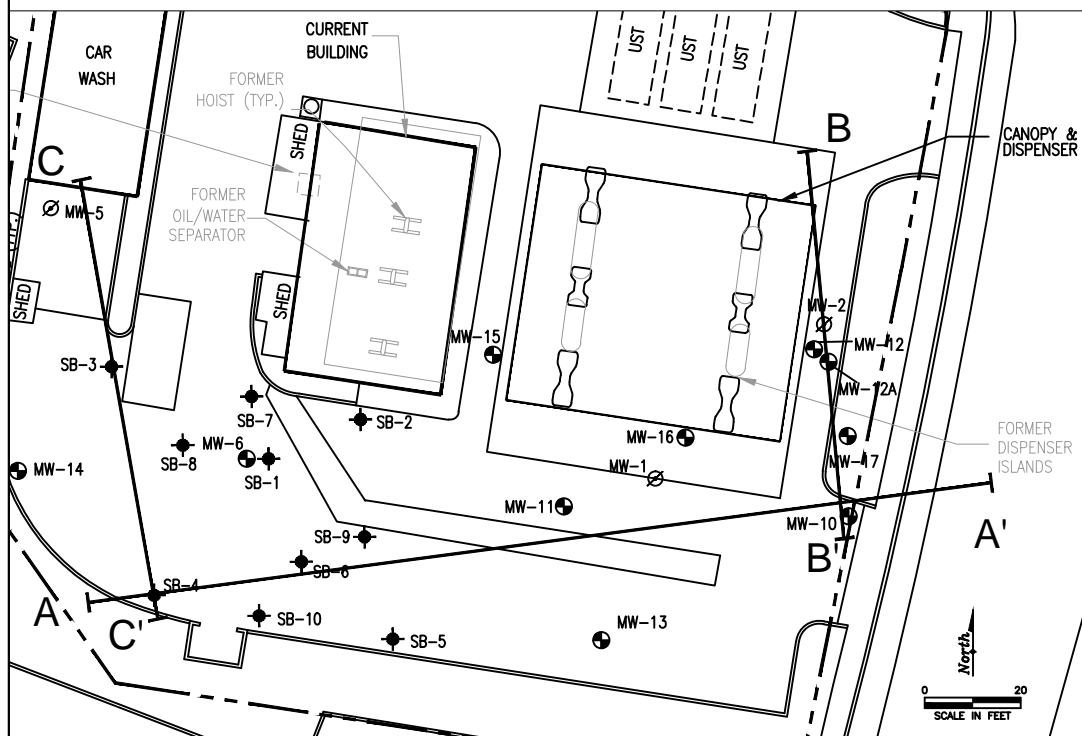 CAR
WASH
CURRENT
BUILDING
FORMER
HOIST (TYP.)
SHED
FORMER
OIL/WATER
SEPARATOR
SHED
SHED
UST
UST
UST
CANOPY &
DISPENSER
B
C
MW-5
MW-2
MW-12
MW-12A
MW-15
SB-3
SB-7
SB-2
MW-16
MW-17
FORMER
DISPENSER
ISLANDS
SB-8
MW-6
SB-1
MW-14
MW-1
MW-11
MW-10
A'
B'
SB-9
SB-6
SB-4
A
C'
SB-10
SB-5
MW-13
North
0 20
SCALE IN FEET